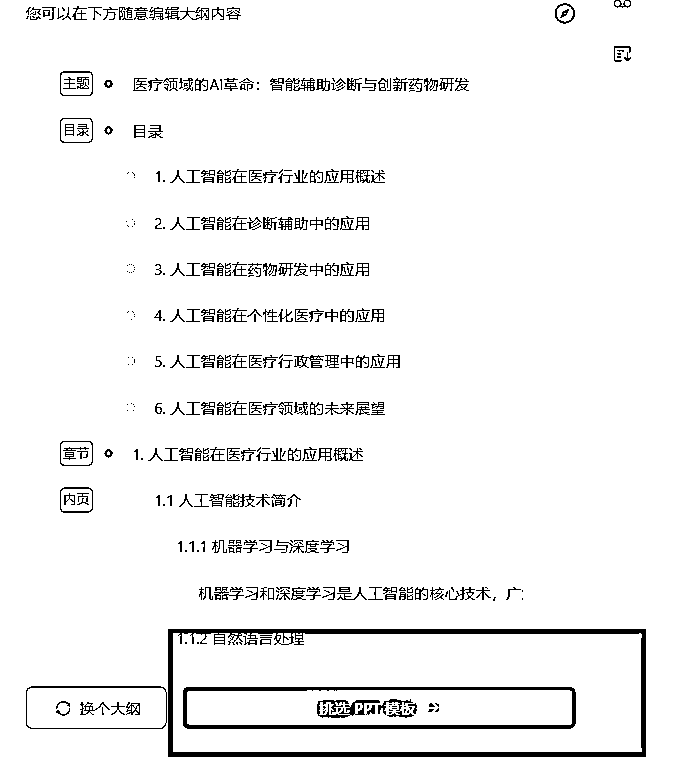 您可以在下方随意编辑大纲内容
主题 医疗领域的AI革命：智能辅助诊断与创新药物研发
目录 目录
1. 人工智能在医疗行业的应用概述
2. 人工智能在诊断辅助中的应用
3. 人工智能在药物研发中的应用
4. 人工智能在个性化医疗中的应用
5. 人工智能在医疗行政管理中的应用
6. 人工智能在医疗领域的未来展望
章节 1. 人工智能在医疗行业的应用概述
内页 1.1 人工智能技术简介
1.1.1 机器学习与深度学习
机器学习和深度学习是人工智能的核心技术，广
1.1.2 自然语言处理
换个大纲 挑选 PPT 模板